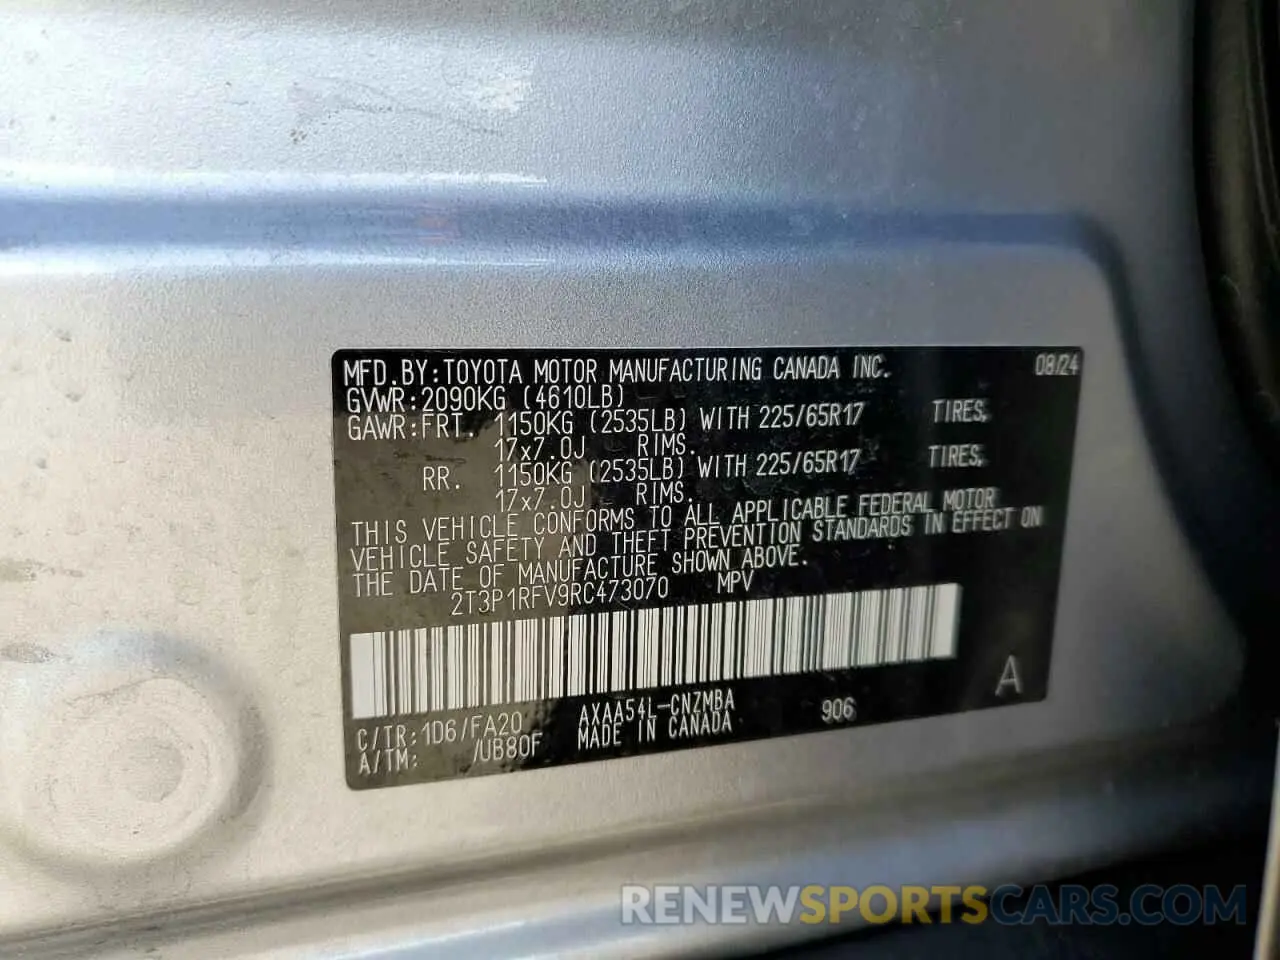 MFD.BY:TOYOTA MOTOR MANUFACTURING CANADA INC. 08/24
GVWR:2090KG (4610LB)
GAWR:FRT. 1150KG (2535LB) WITH 225/65R17 TIRES,
17x7.0J RIMS.
RR. 1150KG (2535LB) WITH 225/65R17 TIRES,
17x7.0J RIMS.
THIS VEHICLE CONFORMS TO ALL APPLICABLE FEDERAL MOTOR
VEHICLE SAFETY AND THEFT PREVENTION STANDARDS IN EFFECT ON
THE DATE OF MANUFACTURE SHOWN ABOVE.
2T3P1RFV9RC473070 MPV
A
C/TR:1D6/FA20 AXAA54L-CNZMBA 906
A/TM: /UB80F MADE IN CANADA
RENEWSPORTSCARS.COM